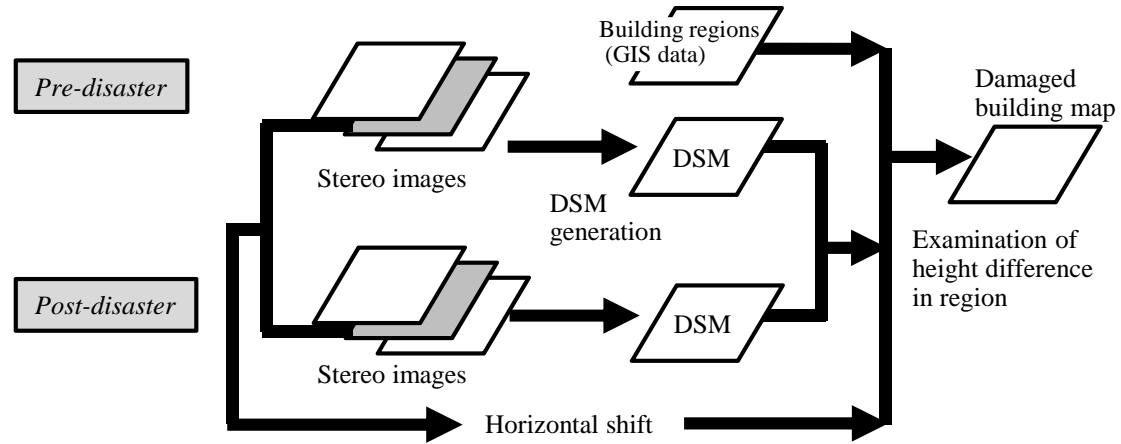 Building regions
(GIS data)
Pre-disaster
Damaged
building map
DSM
Stereo images
DSM
generation
Examination of
height difference
in region
Post-disaster
DSM
Stereo images
Horizontal shift